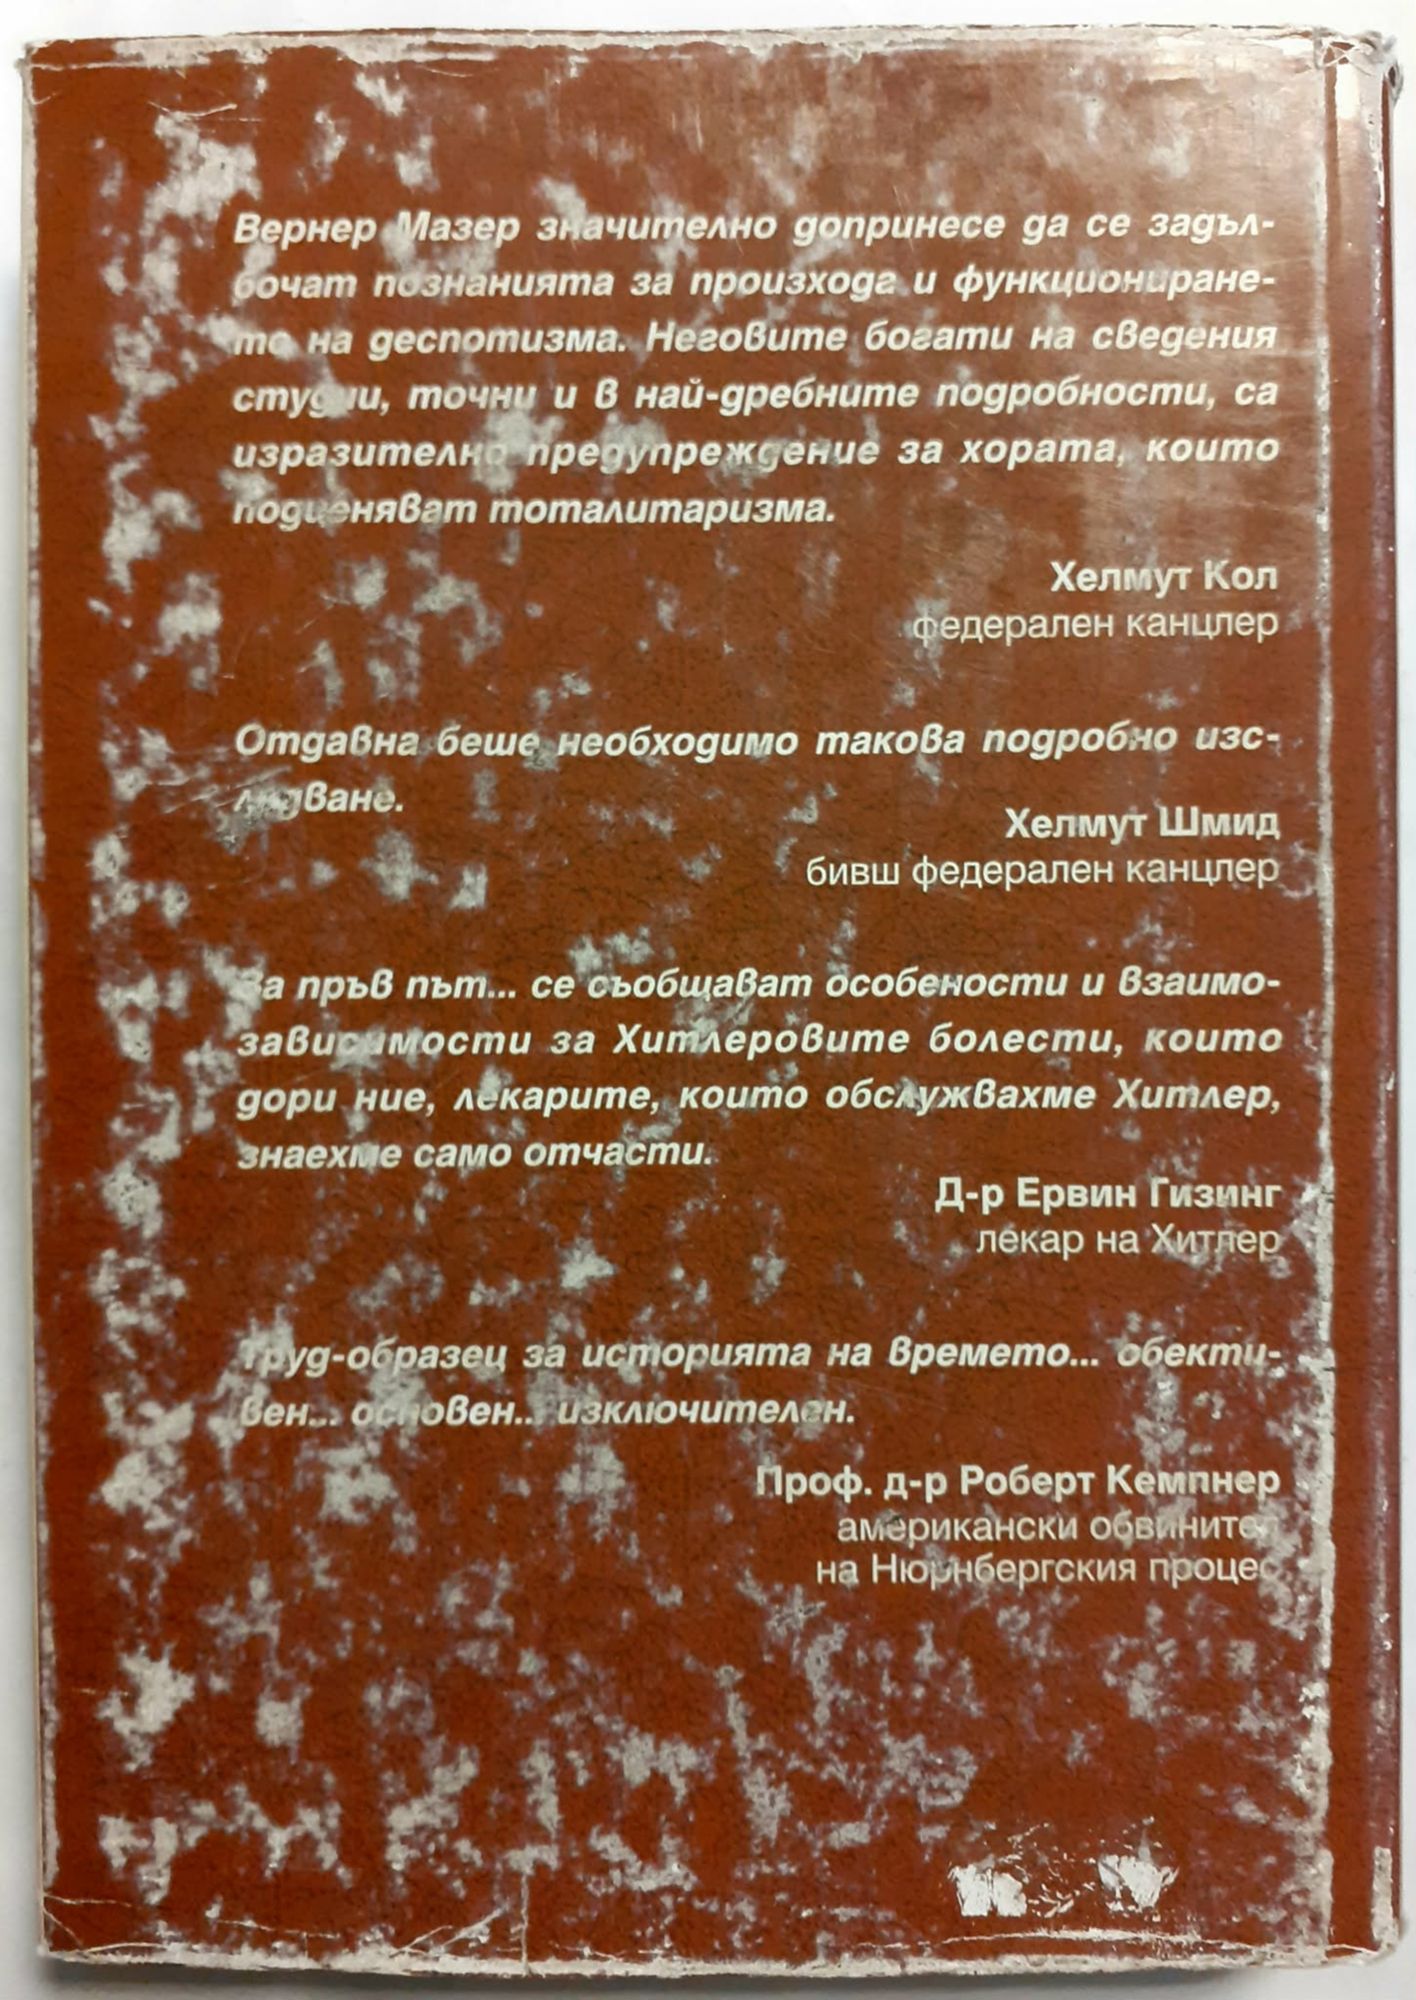 Вернер Мазер значително допринесе да се задъл-
бочат познанията за произхода и функциониране-
то на деспотизма. Неговите богати на сведения
студии, точни и в най-дребните подробности, са
изразително предупреждение за хората, които
подценяват тоталитаризма.
Хелмут Кол
федерален канцлер
Отдавна беше необходимо такова подробно изс-
ледване.
Хелмут Шмид
бивш федерален канцлер
За пръв път... се съобщават особености и взаимо-
зависимости за Хитлеровите болести, които
дори ние, лекарите, които обслужвахме Хитлер,
знаехме само отчасти.
Д-р Ервин Гизинг
лекар на Хитлер
Труд-образец за историята на времето... обекти-
вен... основен... изключителен.
Проф. д-р Роберт Кемпнер
американски обвинител
на Нюрнбергския процес